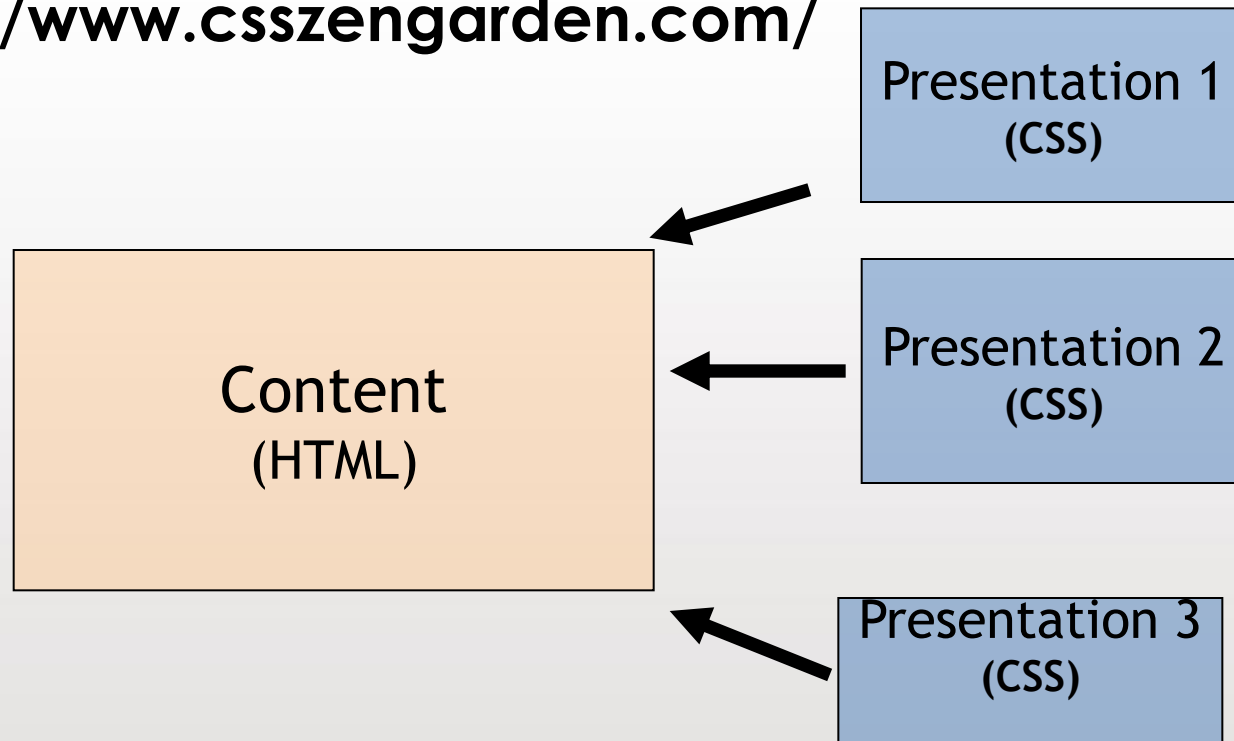 /www.csszengarden.com/
Presentation 1
(CSS)
Content
(HTML)
Presentation 2
(CSS)
Presentation 3
(CSS)